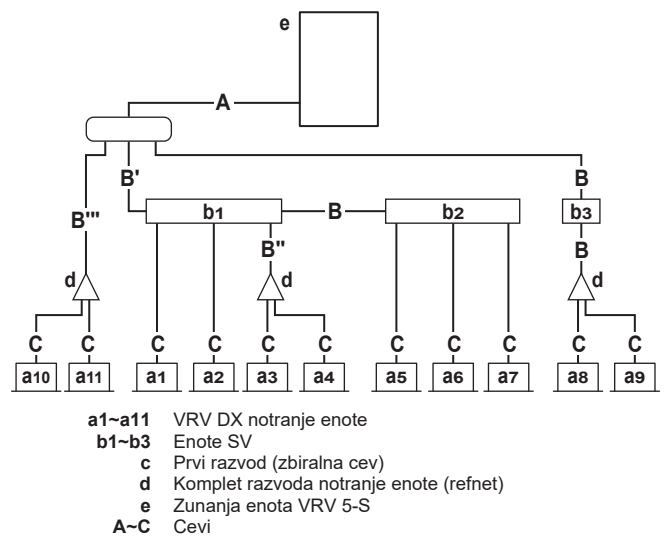 e
A
B'
B
B'''
b1
B
b2
b3
B''
B
d
d
d
C
C
C
C
C
C
C
C
C
C
C
a10
a11
a1
a2
a3
a4
a5
a6
a7
a8
a9
a1~a11 VRV DX notranje enote
b1~b3 Enote SV
c Prvi razvod (zbiralna cev)
d Komplet razvoda notranje enote (refnet)
e Zunanja enota VRV 5-S
A~C Cevi